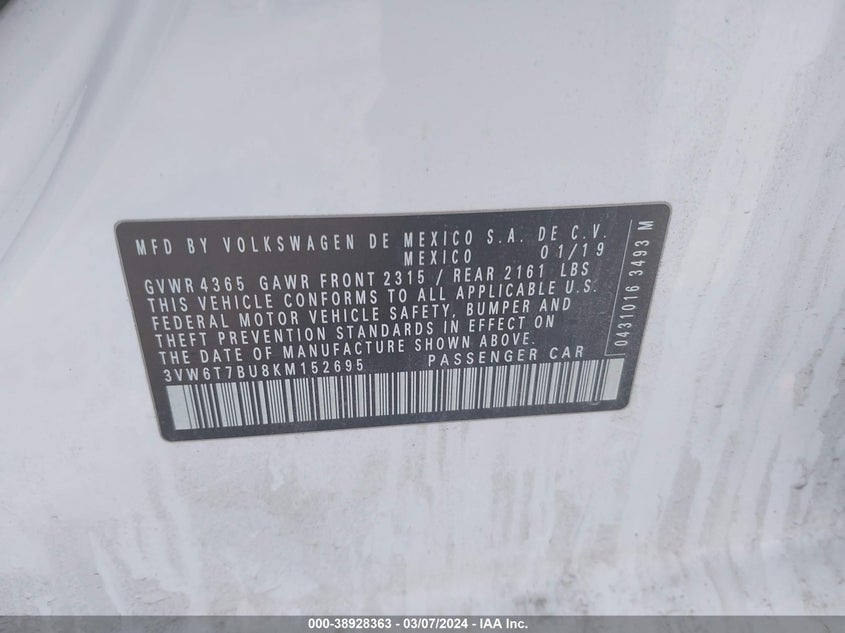 MFD BY VOLKSWAGEN DE MEXICO S.A. DE C.V.
MEXICO 01/19
GVWR 4365 GAWR FRONT 2315 / REAR 2161 LBS
THIS VEHICLE CONFORMS TO ALL APPLICABLE U.S.
FEDERAL MOTOR VEHICLE SAFETY, BUMPER AND
THEFT PREVENTION STANDARDS IN EFFECT ON
THE DATE OF MANUFACTURE SHOWN ABOVE.
3VW6T7BU8KM152695 PASSENGER CAR
0431016 3493 M
000-38928363 - 03/07/2024 - IAA Inc.